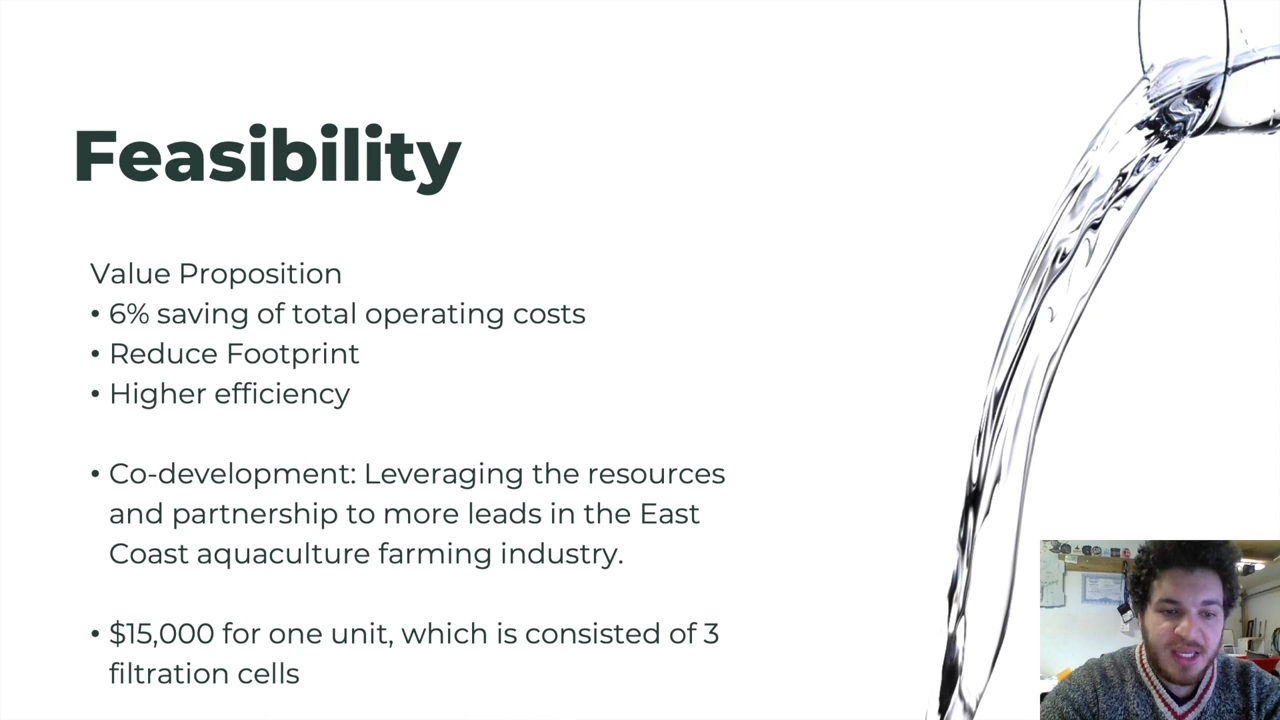 Feasibility
Value Proposition
• 6% saving of total operating costs
• Reduce Footprint
• Higher efficiency
• Co-development: Leveraging the resources
and partnership to more leads in the East
Coast aquaculture farming industry.
• $15,000 for one unit, which is consisted of 3
filtration cells